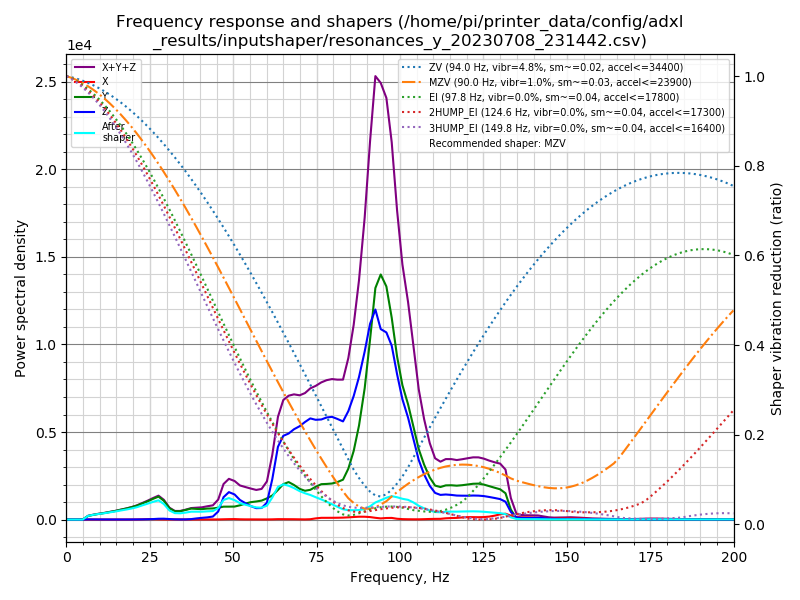 Frequency response and shapers (/home/pi/printer_data/config/adxl
_results/inputshaper/resonances_y_20230708_231442.csv)
1e4
X+Y+Z
X
Y
Z
After
shaper
ZV (94.0 Hz, vibr=4.8%, sm~=0.02, accel<=34400)
MZV (90.0 Hz, vibr=1.0%, sm~=0.03, accel<=23900)
EI (97.8 Hz, vibr=0.0%, sm~=0.04, accel<=17800)
2HUMP_EI (124.6 Hz, vibr=0.0%, sm~=0.04, accel<=17300)
3HUMP_EI (149.8 Hz, vibr=0.0%, sm~=0.04, accel<=16400)
Recommended shaper: MZV
Power spectral density
2.5
2.0
1.5
1.0
0.5
0.0
1.0
0.8
0.6
0.4
0.2
0.0
Shaper vibration reduction (ratio)
0 25 50 75 100 125 150 175 200
Frequency, Hz